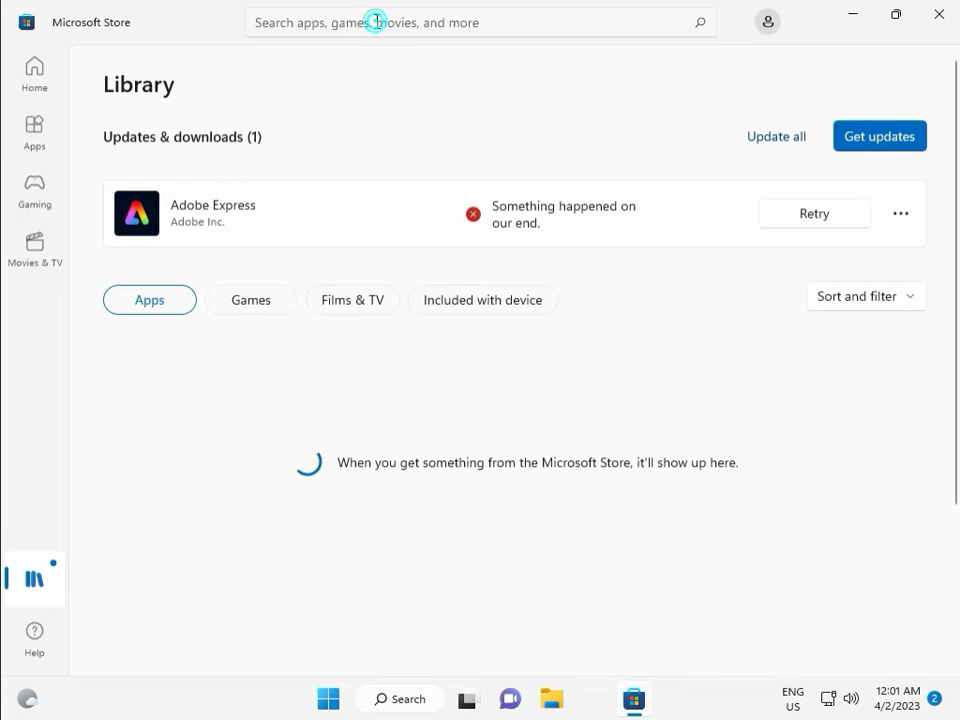 Microsoft Store
Search apps, games, movies, and more
Home
Apps
Gaming
Movies & TV
Help
Library
Updates & downloads (1)
Update all
Get updates
Adobe Express
Adobe Inc.
Something happened on
our end.
Retry
Apps
Games
Films & TV
Included with device
Sort and filter
When you get something from the Microsoft Store, it'll show up here.
Search
ENG
US
12:01 AM
4/2/2023
2